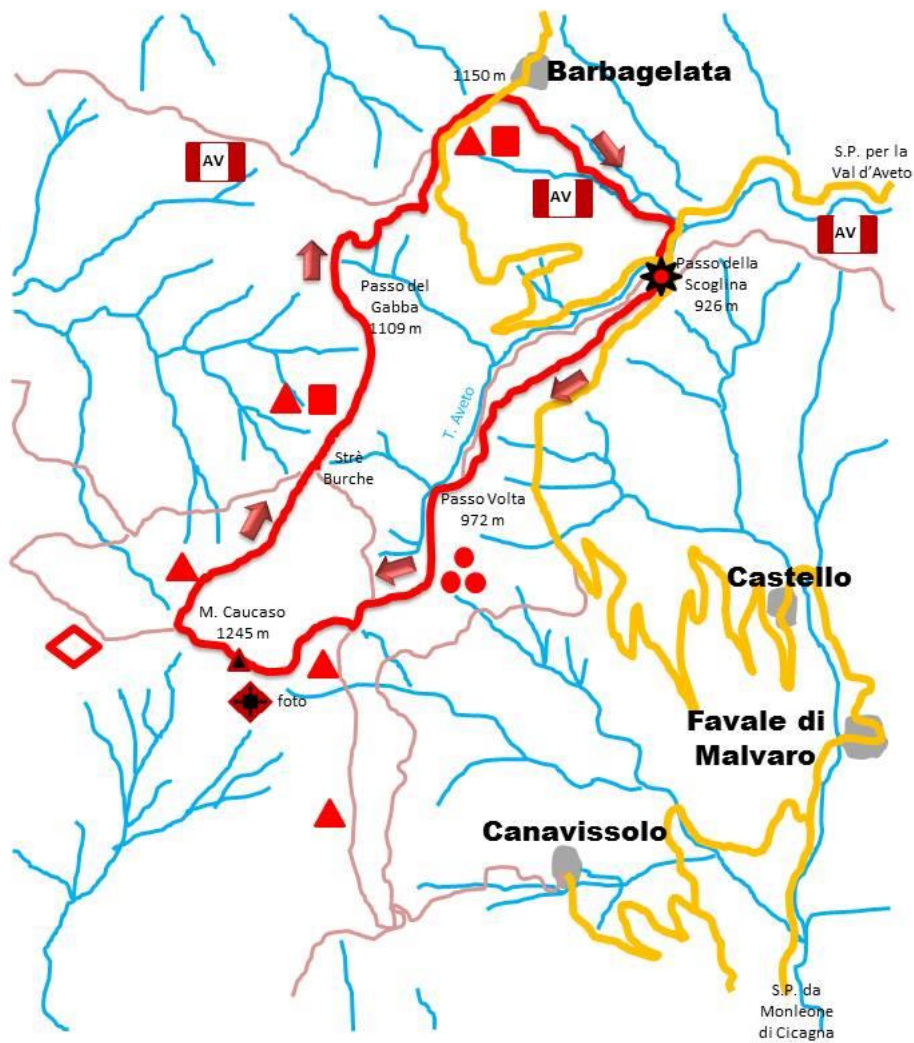 1150 m
Barbagelata
AV
S.P. per la
Val d'Aveto
AV
AV
Passo della
Scoglina
926 m
Passo del
Gabba
1109 m
T. Aveto
Strè
Burche
Passo Volta
972 m
Castello
M. Caucaso
1245 m
foto
Favale di
Malvaro
Canavissolo
S.P. da
Monleone
di Cicagna